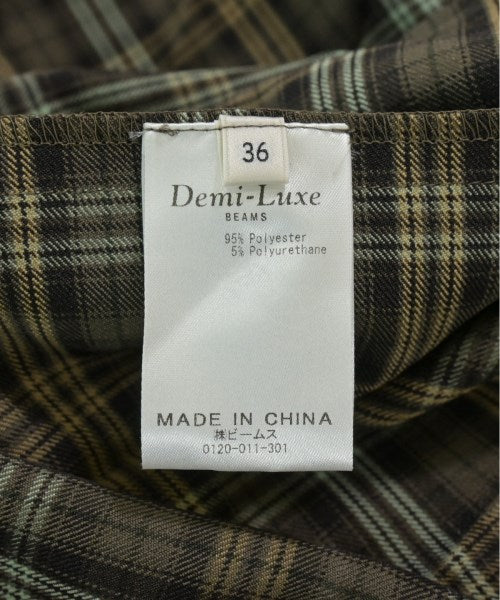 36
Demi-Luxe
BEAMS
95% Polyester
5% Polyurethane
MADE IN CHINA
㈱ビームス
0120-011-301